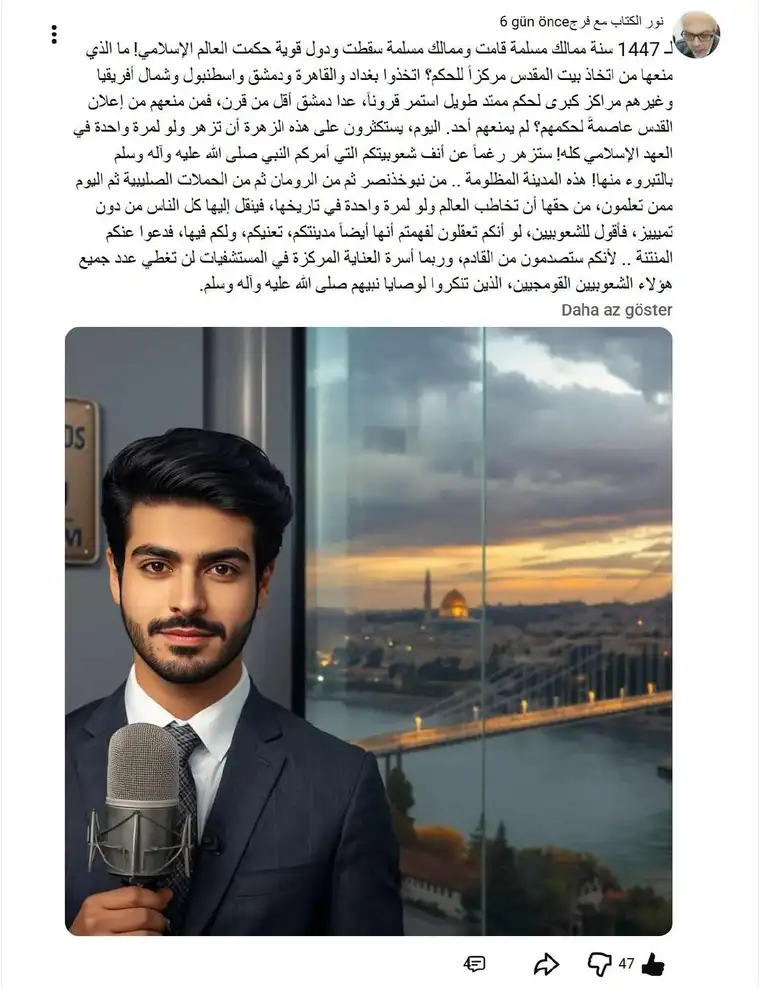 نور الكتاب مع فرج6 gün önce
لـ 1447 سنة ممالك مسلمة قامت وممالك مسلمة سقطت ودول قوية حكمت العالم الإسلامي! ما الذي
منعها من اتخاذ بيت المقدس مركزاً للحكم؟ اتخذوا بغداد والقاهرة ودمشق واسطنبول وشمال أفريقيا
وغيرهم مراكز كبرى لحكم ممتد طويل استمر قروناً، عدا دمشق أقل من قرن، فمن منعهم من إعلان
القدس عاصمةً لحكمهم؟ لم يمنعهم أحد. اليوم، يستكثرون على هذه الزهرة أن تزهر ولو لمرة واحدة في
العهد الإسلامي كله! ستزهر رغماً عن أنف شعوبيتكم التي أمركم النبي صلى الله عليه وآله وسلم
بالتبروء منها! هذه المدينة المظلومة .. من نبوخذنصر ثم من الرومان ثم من الحملات الصليبية ثم اليوم
ممن تعلمون، من حقها أن تخاطب العالم ولو لمرة واحدة في تاريخها، فينقل إليها كل الناس من دون
تمييييز، فأقول للشعوبيين، لو أنكم تعقلون لفهمتم أنها أيضاً مدينتكم، تعنيكم، ولكم فيها، فدعوا عنكم
المنتنة .. لأنكم ستصدمون من القادم، وربما أسرة العناية المركزة في المستشفيات لن تغطي عدد جميع
هؤلاء الشعوبيين القومجيين، الذين تنكروا لوصايا نبيهم صلى الله عليه وآله وسلم.
Daha az göster
DS
M
47